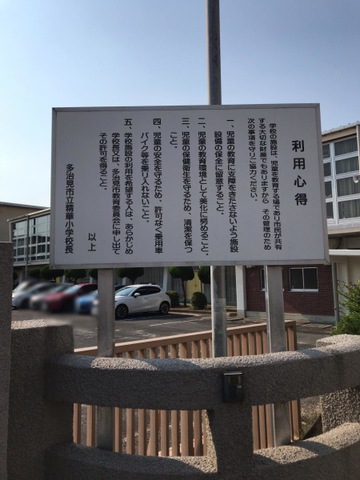 利用心得
学校の施設は、児童を教育する場であり市民が共有
する大切な財産でもありますから その管理のため
次の事項を守りご協力ください。
一、児童の教育に支障をきたさないよう施設
設備の保全に留意すること。
二、児童の教育環境として美化に努めること。
三、児童の保健衛生を守るため、清潔を保つ
こと。
四、児童の安全を守るため、許可なく乗用車
バイク等を乗り入れないこと。
五、学校施設の利用を希望する人は、あらかじめ
学校長又は、多治見市教育委員会に申し出て
その許可を得ること。
以上
多治見市立精華小学校長